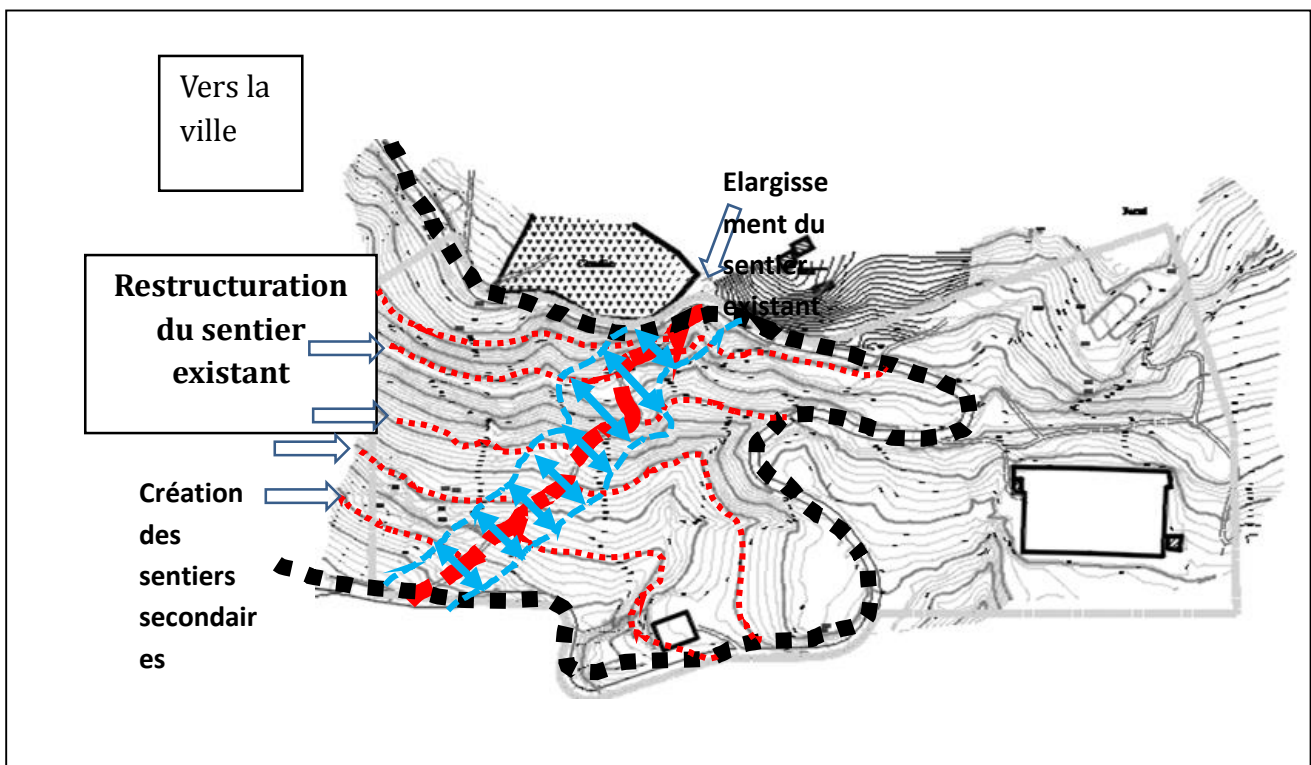 Vers la
ville
Elargisse
ment du
sentier
existant
Restructuration
du sentier
existant
Création
des
sentiers
secondair
es